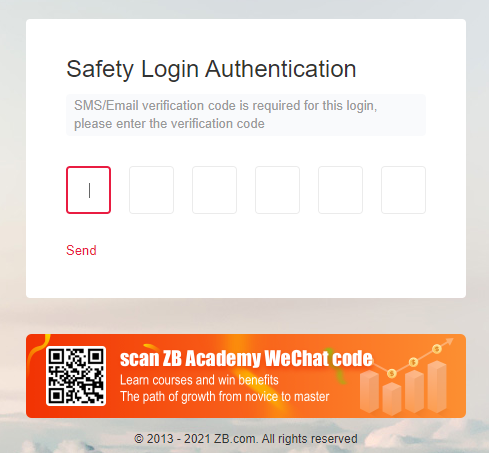 Safety Login Authentication
SMS/Email verification code is required for this login,
please enter the verification code
Send
scan ZB Academy WeChat code
Learn courses and win benefits
The path of growth from novice to master
© 2013 - 2021 ZB.com. All rights reserved